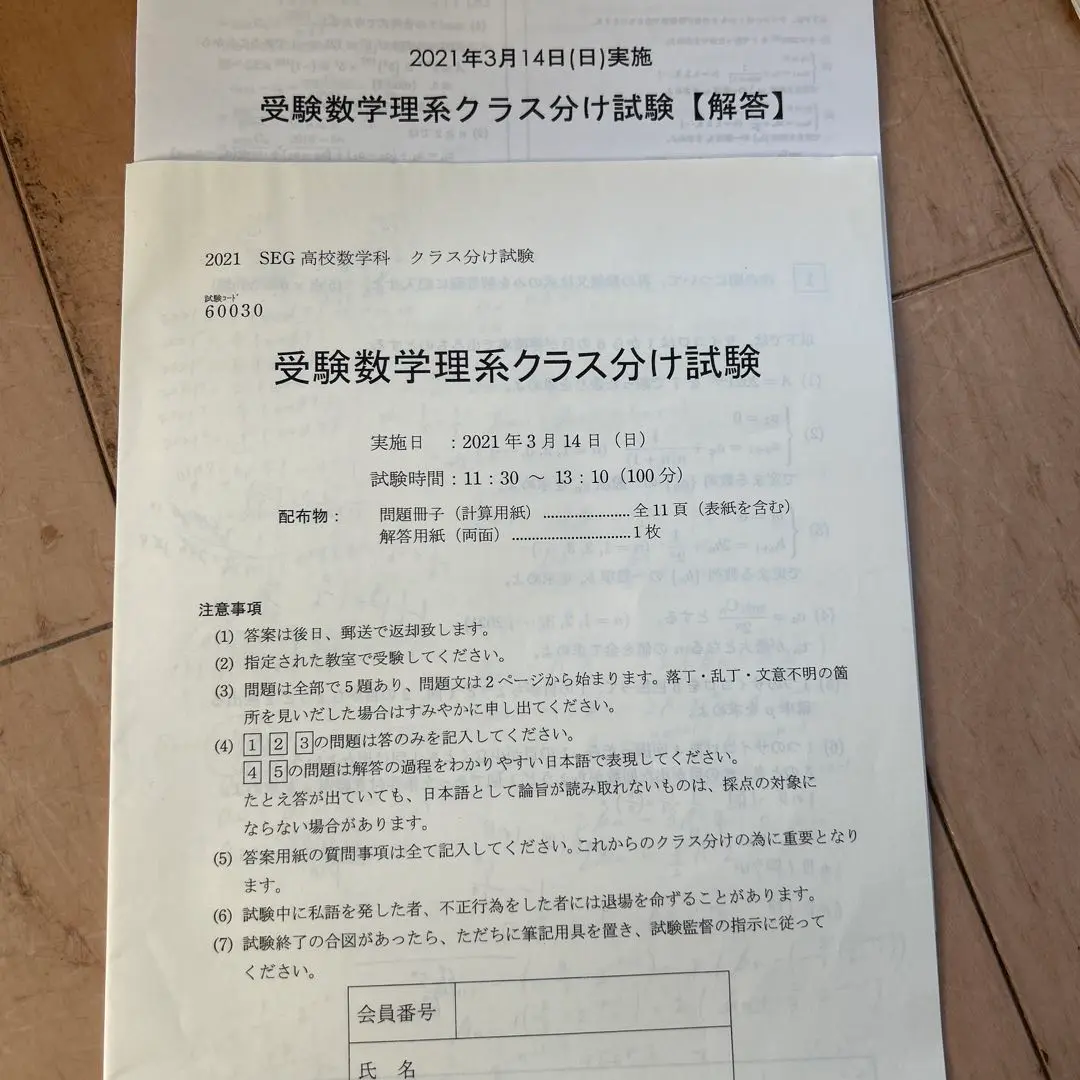 2021年3月14日(日)実施
受験数学理系クラス分け試験【解答】
2021 SEG 高校数学科 クラス分け試験
試験コード
60030
受験数学理系クラス分け試験
実施日 :2021年3月14日(日)
試験時間:11:30 ~ 13:10(100分)
配布物: 問題冊子(計算用紙)......................全11頁(表紙を含む)
解答用紙(両面)..............................1枚
注意事項
(1) 答案は後日、郵送で返却致します。
(2) 指定された教室で受験してください。
(3) 問題は全部で5題あり、問題文は2ページから始まります。落丁・乱丁・文意不明の箇
所を見いだした場合はすみやかに申し出てください。
(4) 1 2 3の問題は答のみを記入してください。
4 5の問題は解答の過程をわかりやすい日本語で表現してください。
たとえ答が出ていても、日本語として論旨が読み取れないものは、採点の対象に
ならない場合があります。
(5) 答案用紙の質問事項は全て記入してください。これからのクラス分けの為に重要となり
ます。
(6) 試験中に私語を発した者、不正行為をした者には退場を命ずることがあります。
(7) 試験終了の合図があったら、ただちに筆記用具を置き、試験監督の指示に従って
ください。
会員番号
氏 名